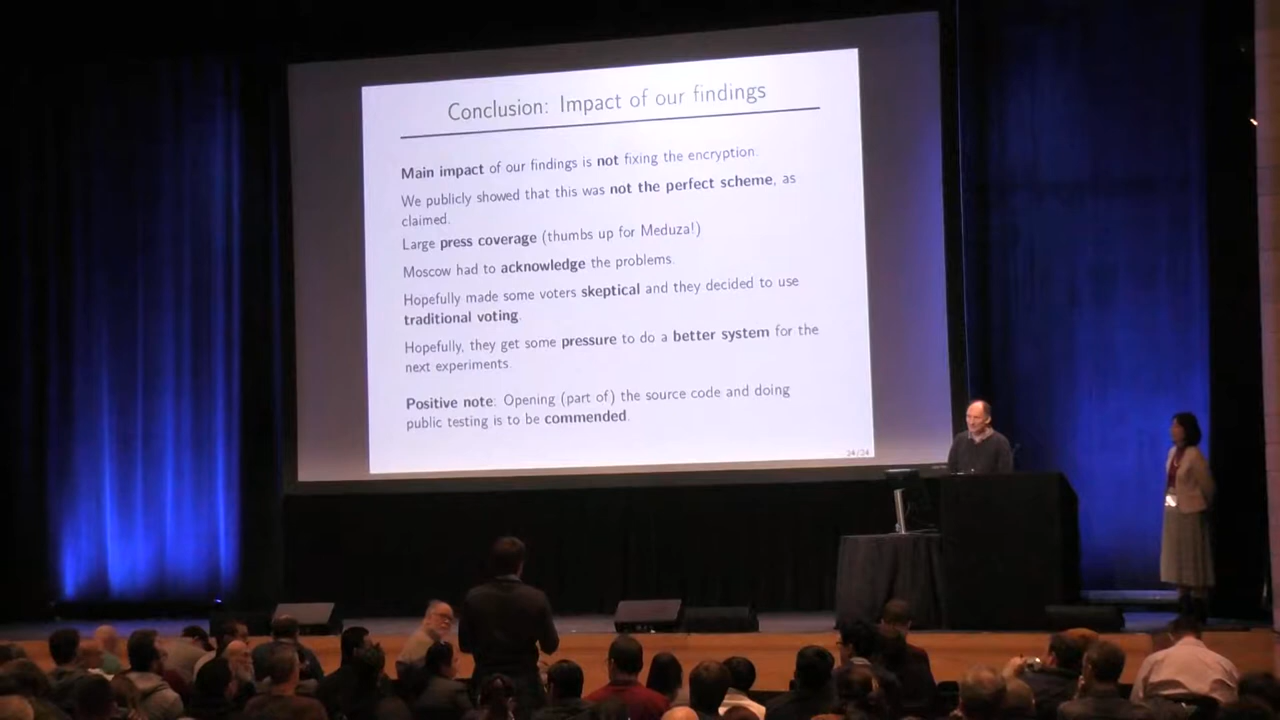 Conclusion: Impact of our findings
Main impact of our findings is not fixing the encryption.
We publicly showed that this was not the perfect scheme, as
claimed.
Large press coverage (thumbs up for Meduza!)
Moscow had to acknowledge the problems.
Hopefully made some voters skeptical and they decided to use
traditional voting.
Hopefully, they get some pressure to do a better system for the
next experiments.
Positive note: Opening (part of) the source code and doing
public testing is to be commended.
24/24